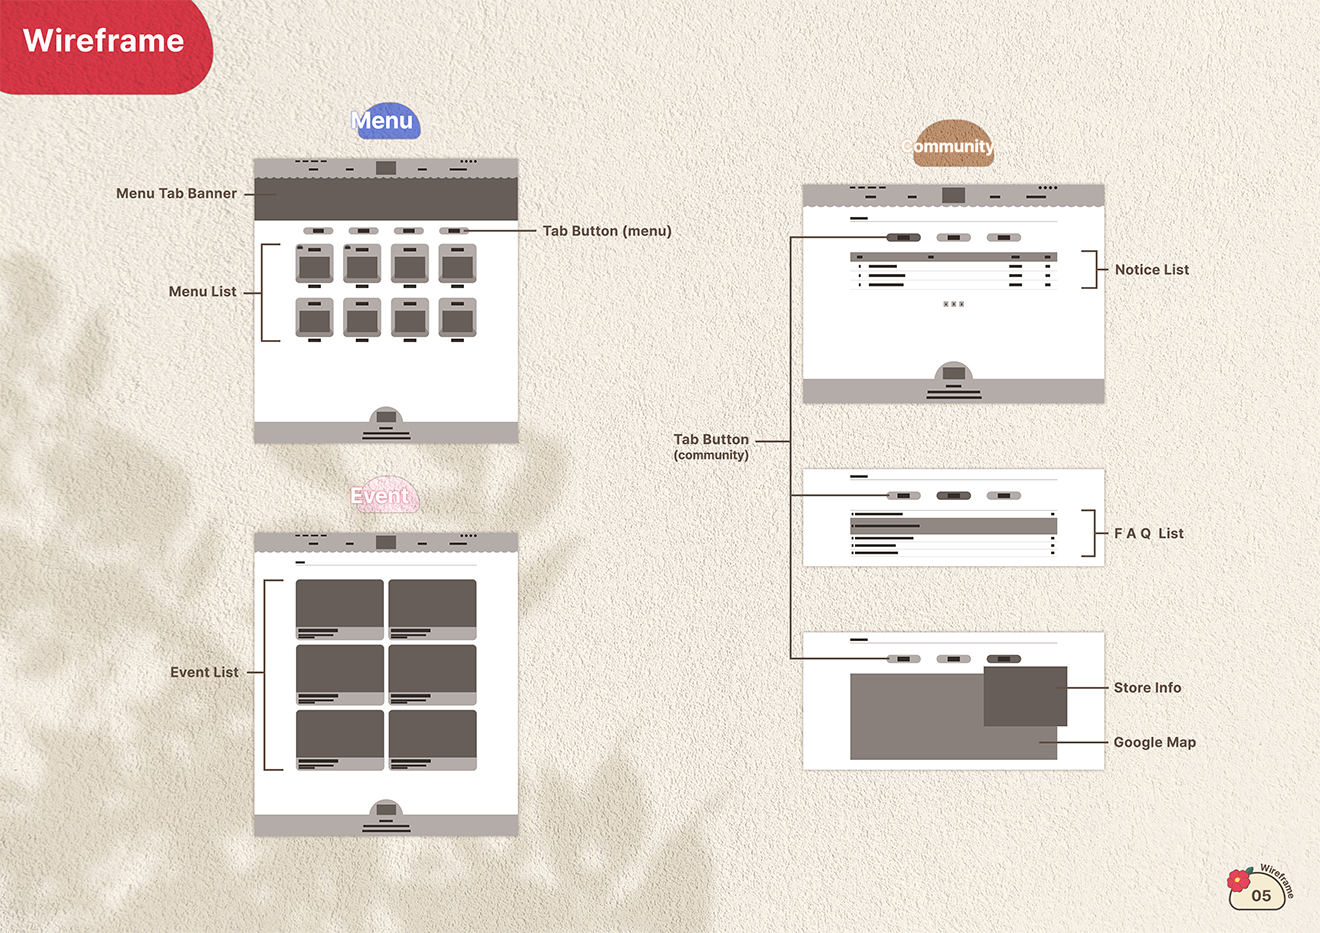 Wireframe
Menu
Menu Tab Banner
Tab Button (menu)
Menu List
Event
Event List
Community
Notice List
Tab Button
(community)
F A Q List
Store Info
Google Map
Wireframe
05